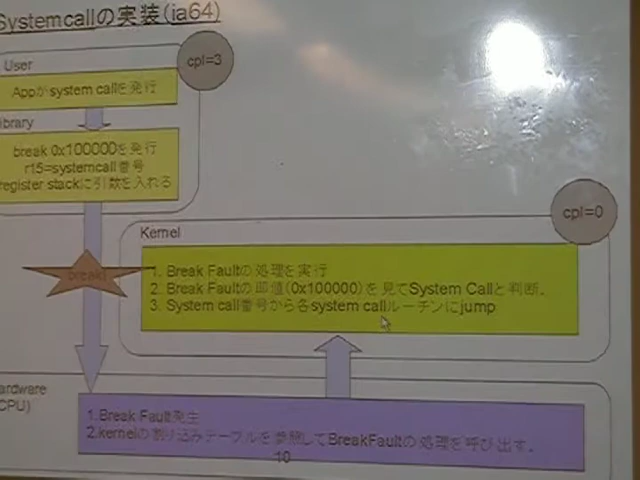 Systemcallの実装(ia64)
User
cpl=3
Appがsystem callを発行
ibrary
break 0x100000を発行
r15=systemcall番号
register stackに引数を入れる
cpl=0
Kernel
break!
1. Break Faultの処理を実行
2. Break Faultの即値(0x100000)を見てSystem Callと判断。
3. System call番号から各system callルーチンにjump
ardware
CPU)
1.Break Fault発生
2.kernelの割り込みテーブルを参照してBreakFaultの処理を呼び出す。
10